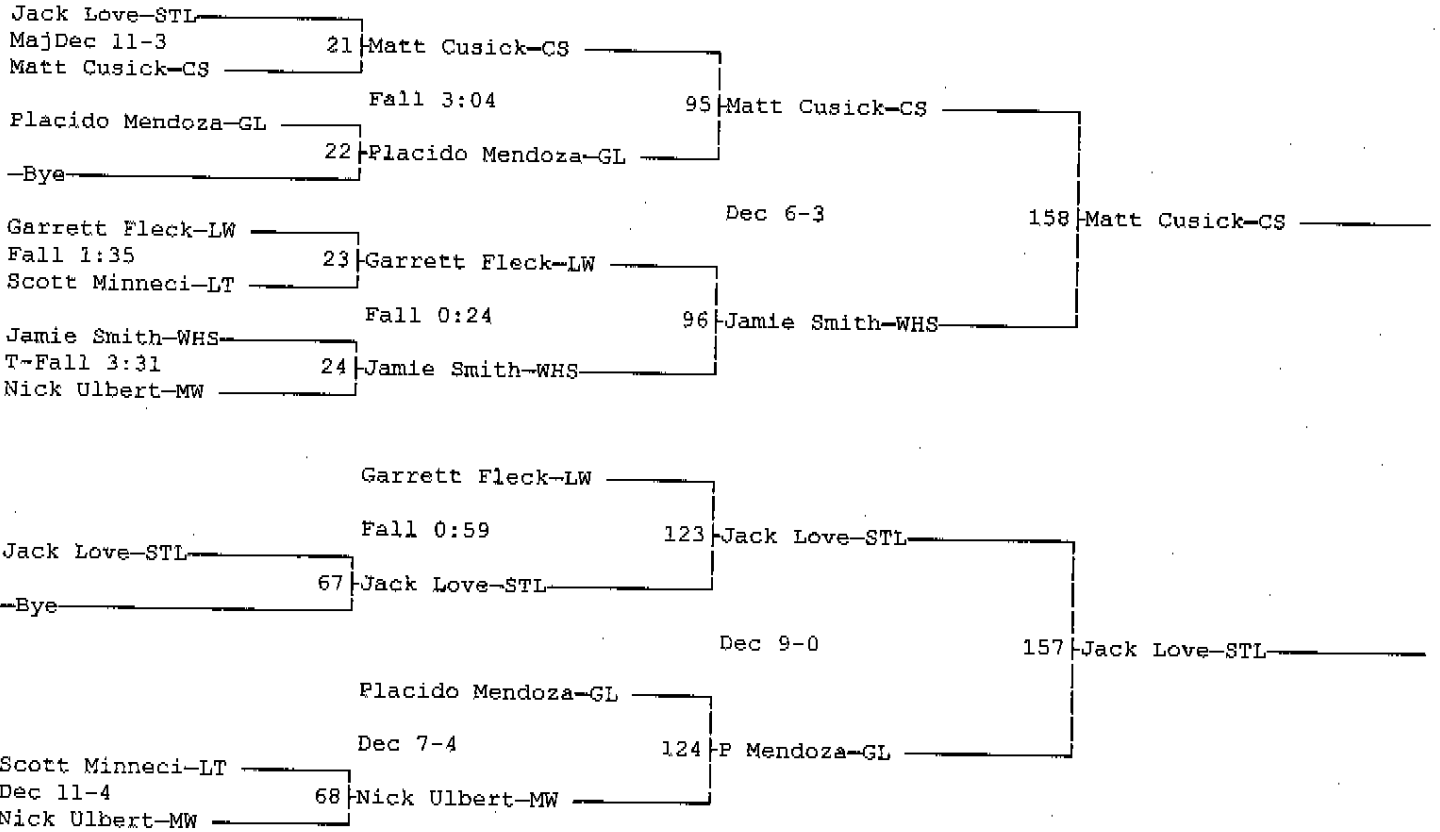 Jack Love-STL
MajDec 11-3
21 Matt Cusick-CS
Matt Cusick-CS
Fall 3:04
95 Matt Cusick-CS
Placido Mendoza-GL
22 Placido Mendoza-GL
-Bye
Dec 6-3
158 Matt Cusick-CS
Garrett Fleck-LW
Fall 1:35
23 Garrett Fleck-LW
Scott Minneci-LT
Fall 0:24
96 Jamie Smith-WHS
Jamie Smith-WHS
T-Fall 3:31
24 Jamie Smith-WHS
Nick Ulbert-MW
Garrett Fleck-LW
Fall 0:59
123 Jack Love-STL
Jack Love-STL
67 Jack Love-STL
-Bye
Dec 9-0
157 Jack Love-STL
Placido Mendoza-GL
Dec 7-4
124 P Mendoza-GL
Scott Minneci-LT
Dec 11-4
68 Nick Ulbert-MW
Nick Ulbert-MW